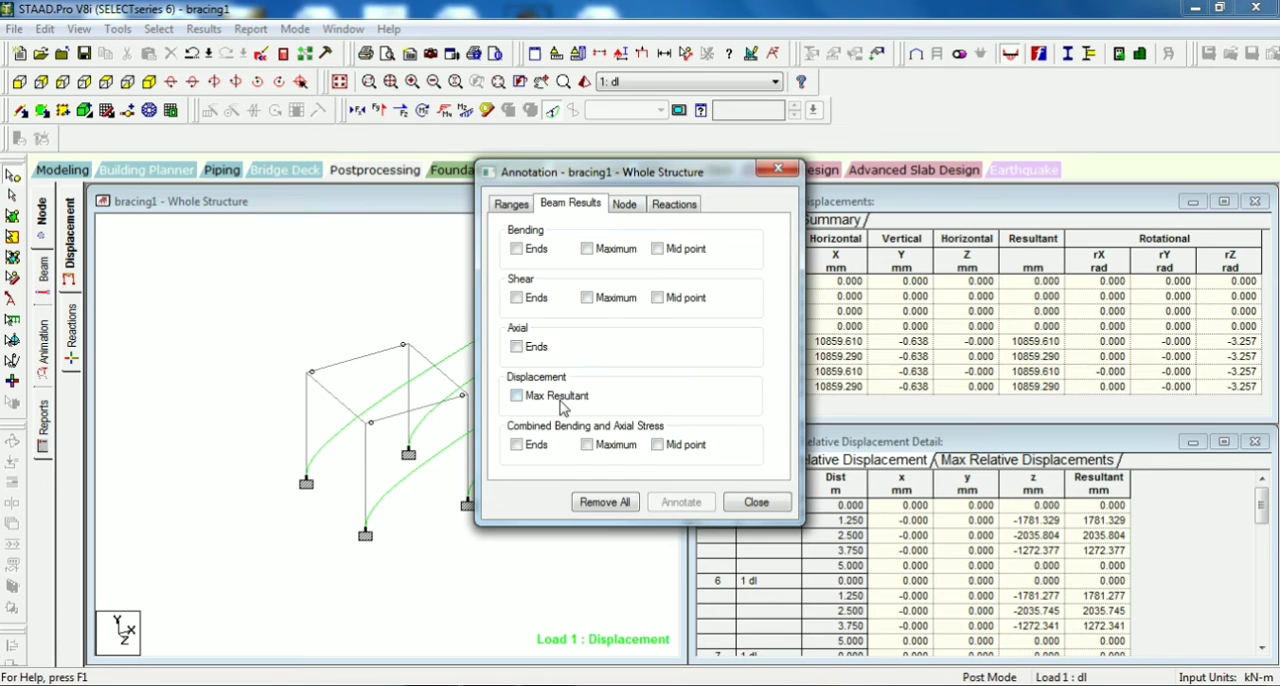 STAAD.Pro V8i (SELECTseries 6) - bracing1
File Edit View Tools Select Results Report Mode Window Help
1: dl
Modeling Building Planner Piping Bridge Deck Postprocessing Founda esign Advanced Slab Design Earthquake
Node
Beam
Animation
Reports
Displacement
Reactions
bracing1 - Whole Structure
Load 1 : Displacement
Annotation - bracing1 - Whole Structure
Ranges Beam Results Node Reactions
Bending
Ends Maximum Mid point
Shear
Ends Maximum Mid point
Axial
Ends
Displacement
Max Resultant
Combined Bending and Axial Stress
Ends Maximum Mid point
Remove All Annotate Close
isplacements:
Summary
Horizontal Vertical Horizontal Resultant Rotational
X Y Z rX rY rZ
mm mm mm mm rad rad rad
0.000 0.000 0.000 0.000 0.000 0.000 0.000
0.000 0.000 0.000 0.000 0.000 0.000 0.000
0.000 0.000 0.000 0.000 0.000 0.000 0.000
0.000 0.000 0.000 0.000 0.000 0.000 0.000
10859.610 -0.638 -0.000 10859.610 -0.000 -0.000 -3.257
10859.290 -0.638 0.000 10859.290 0.000 -0.000 -3.257
10859.610 -0.638 -0.000 10859.610 -0.000 0.000 -3.257
10859.290 -0.638 0.000 10859.290 0.000 0.000 -3.257
elative Displacement Detail:
elative Displacement Max Relative Displacements
Dist x y z Resultant
m mm mm mm mm
0.000 0.000 0.000 0.000 0.000
1.250 -0.000 0.000 -1781.329 1781.329
2.500 -0.000 0.000 -2035.804 2035.804
3.750 -0.000 0.000 -1272.377 1272.377
5.000 0.000 0.000 0.000 0.000
6 1 dl 0.000 0.000 0.000 0.000 0.000
1.250 -0.000 0.000 -1781.277 1781.277
2.500 -0.000 0.000 -2035.745 2035.745
3.750 -0.000 0.000 -1272.341 1272.341
5.000 0.000 0.000 0.000 0.000
7 1 dl 0.000 0.000 0.000 0.000 0.000
Y
X
Z
For Help, press F1
Post Mode Load 1 : dl Input Units: kN-m